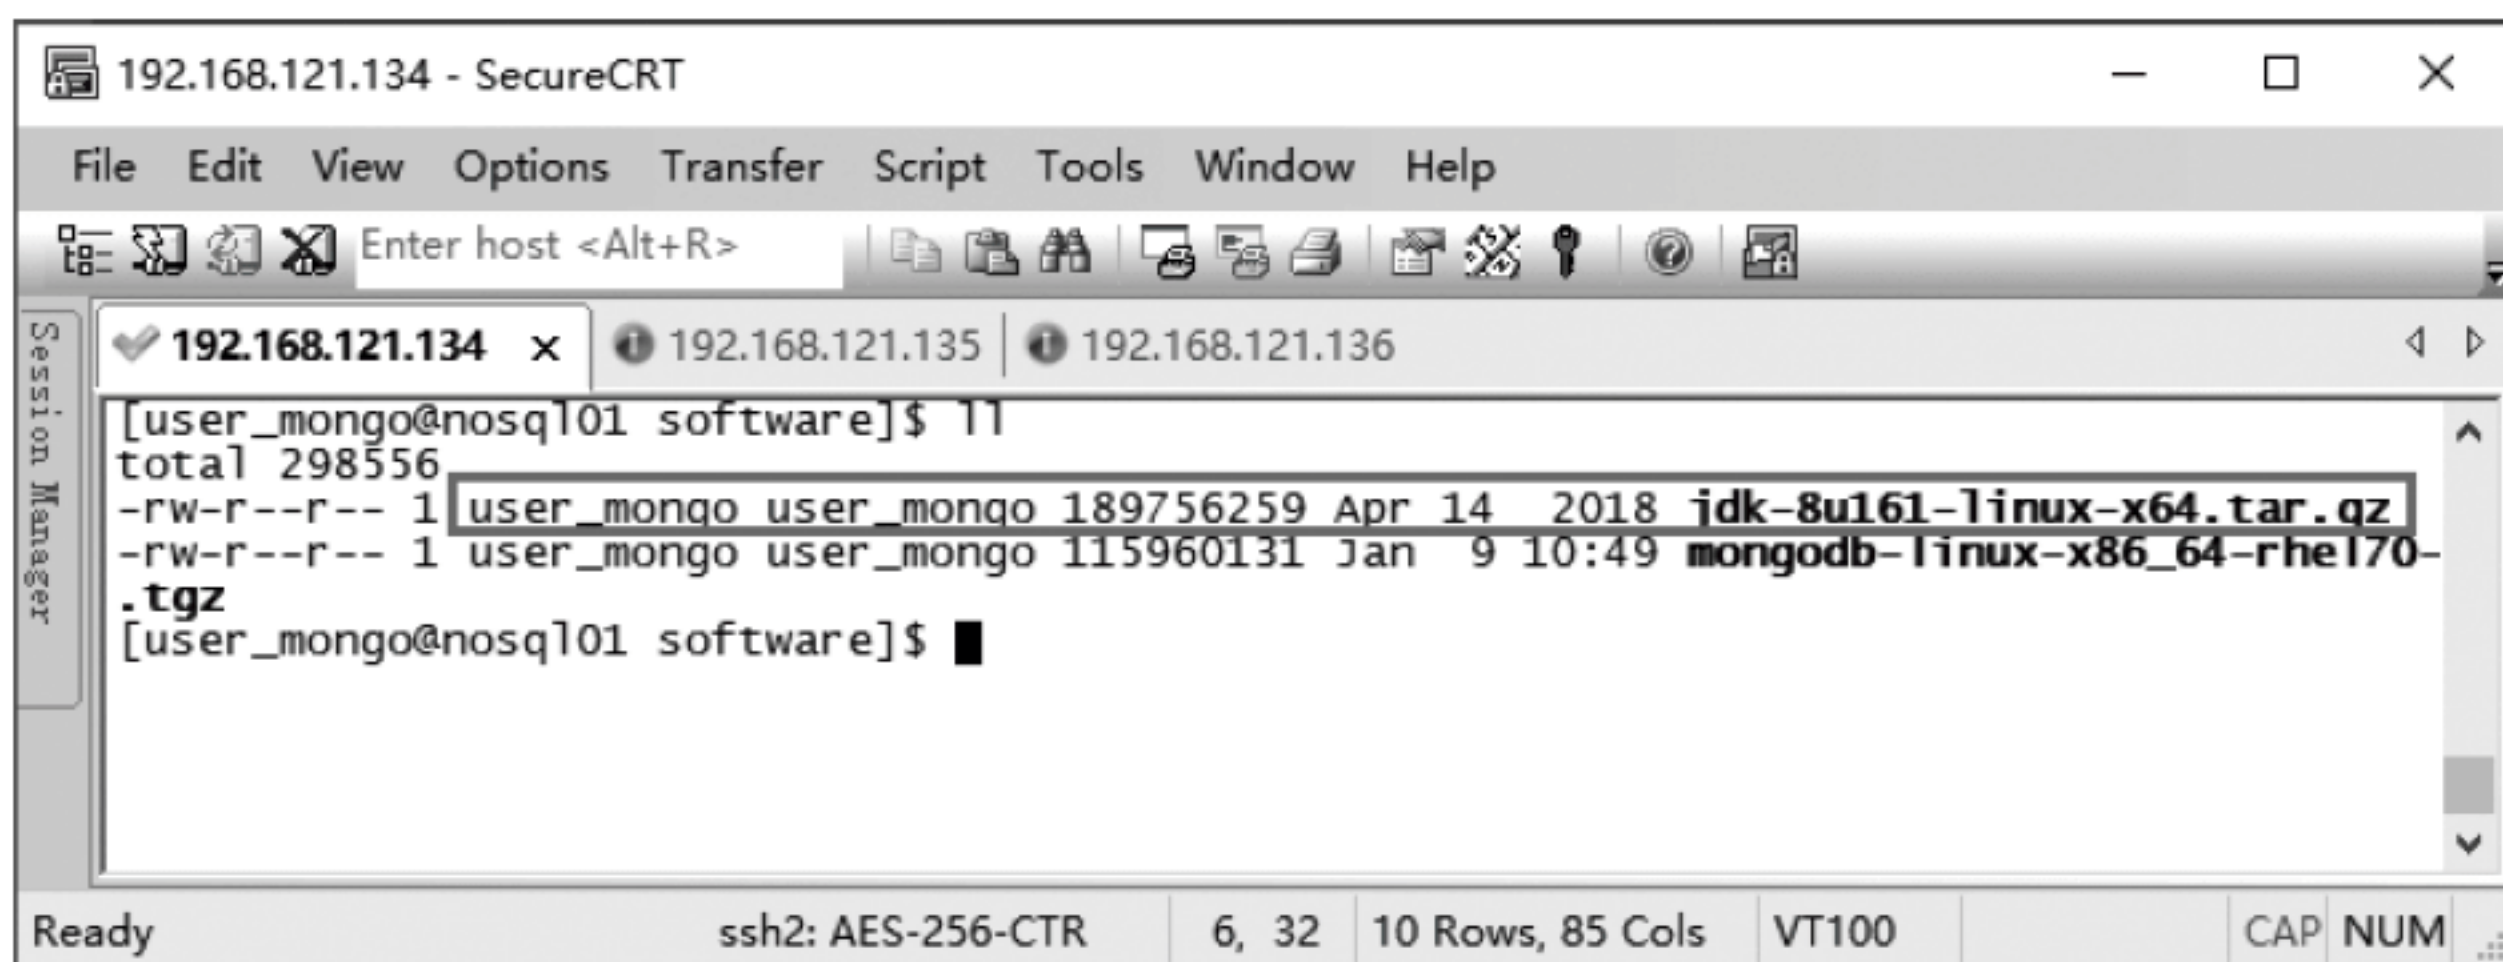 192.168.121.134 - SecureCRT
File Edit View Options Transfer Script Tools Window Help
Enter host <Alt+R>
Session Manager
192.168.121.134 x 192.168.121.135 192.168.121.136
[user_mongo@nosql01 software]$ ll
total 298556
-rw-r--r-- 1 user_mongo user_mongo 189756259 Apr 14  2018 jdk-8u161-linux-x64.tar.gz
-rw-r--r-- 1 user_mongo user_mongo 115960131 Jan  9 10:49 mongodb-linux-x86_64-rhel70-
.tgz
[user_mongo@nosql01 software]$
Ready ssh2: AES-256-CTR 6, 32 10 Rows, 85 Cols VT100 CAP NUM